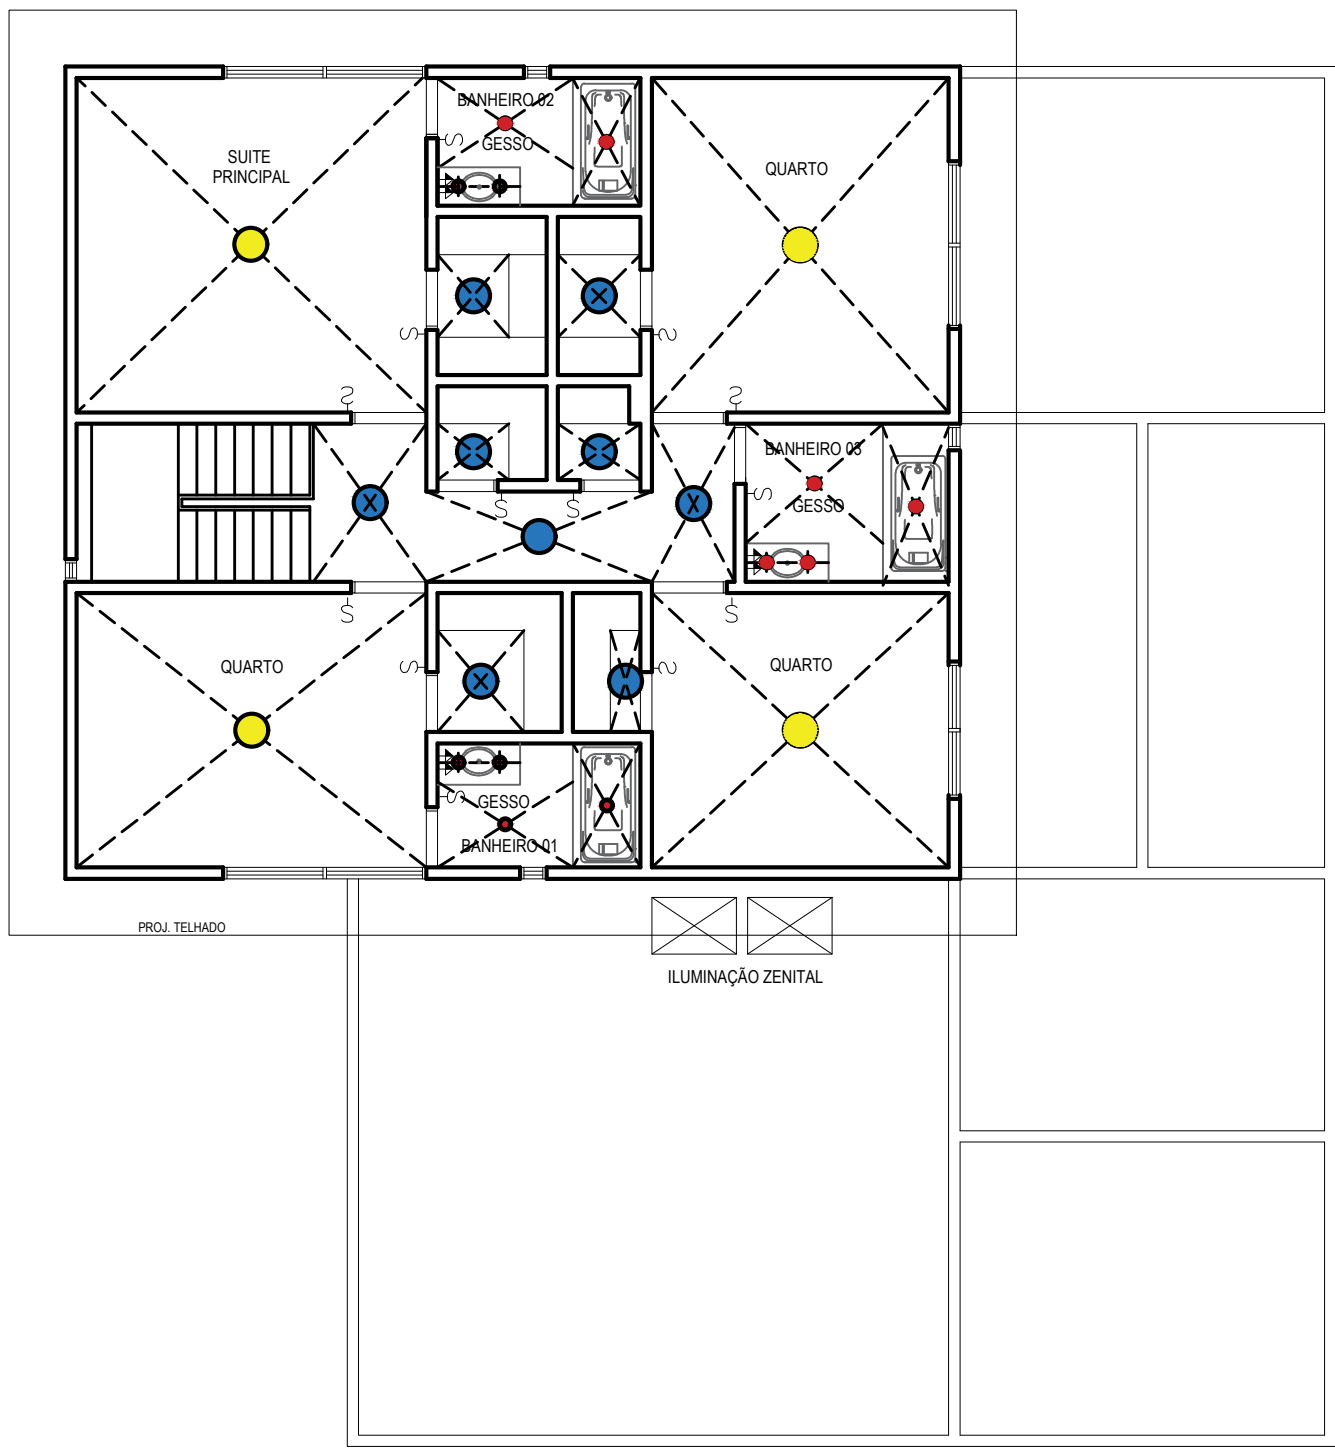 BANHEIRO 02
GESSO
SUITE
PRINCIPAL
QUARTO
S
S
S
S
S
S
BANHEIRO 03
GESSO
S
S
S
S
S
QUARTO
QUARTO
S
S
S
GESSO
BANHEIRO 01
PROJ. TELHADO
ILUMINAÇÃO ZENITAL